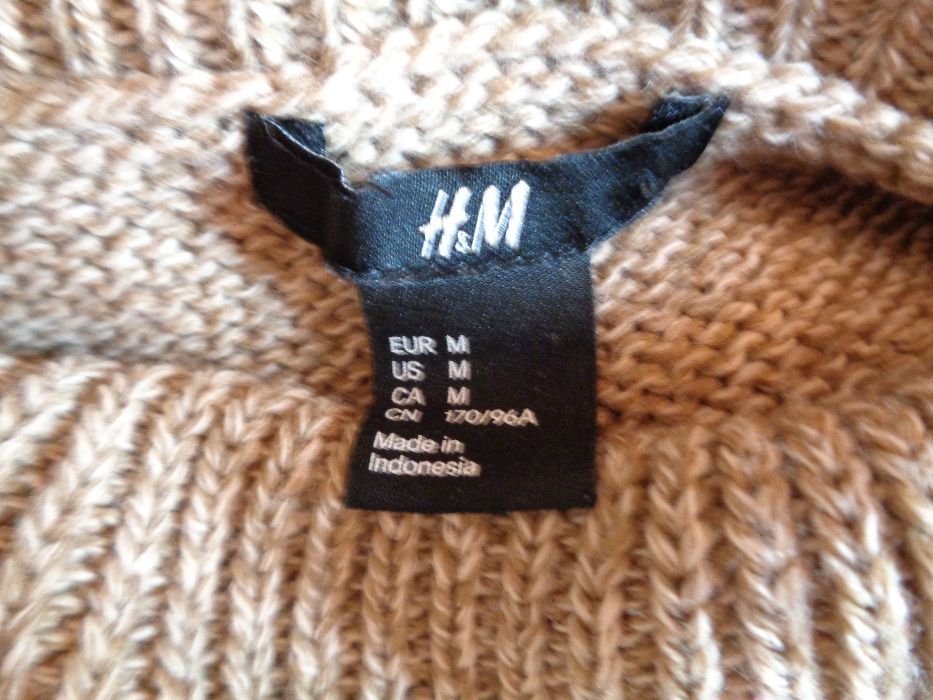 H&M
EUR M
US M
CA M
CN 170/96A
Made in
Indonesia